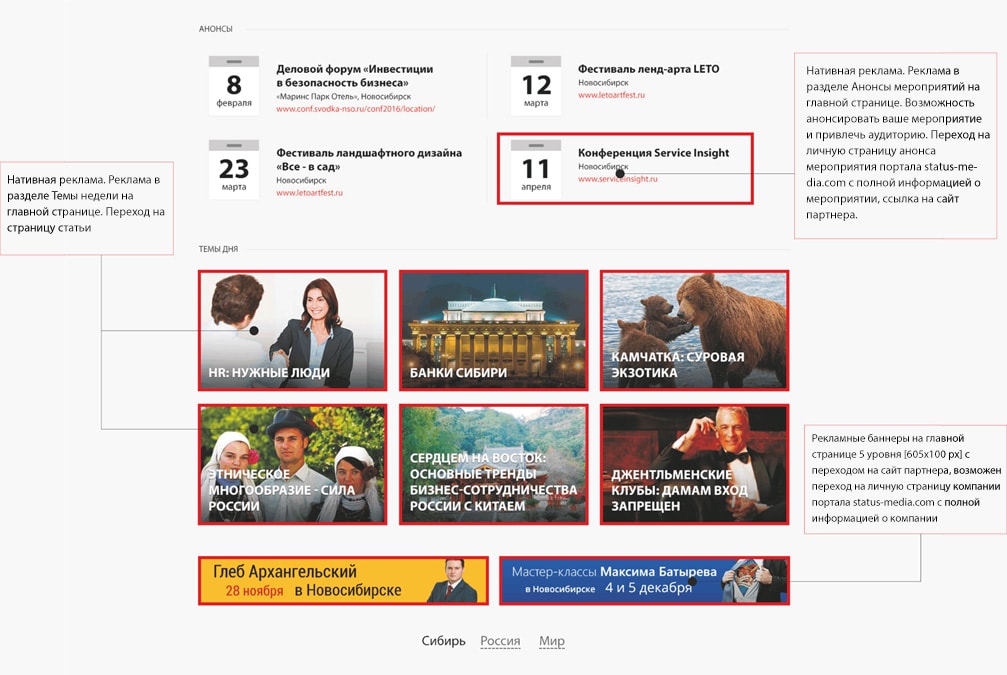 АНОНСЫ
8
февраля
Деловой форум «Инвестиции
в безопасность бизнеса»
«Маринс Парк Отель», Новосибирск
www.conf.svodka-nso.ru/conf2016/location/
12
марта
Фестиваль ленд-арта LETO
Новосибирск
www.letoartfest.ru
23
марта
Фестиваль ландшафтного дизайна
«Все - в сад»
Новосибирск
www.letoartfest.ru
11
апреля
Конференция Service Insight
Новосибирск
www.serviceinsight.ru
Нативная реклама. Реклама в
разделе Анонсы мероприятий на
главной странице. Возможность
анонсировать ваше мероприятие
и привлечь аудиторию. Переход на
личную страницу анонса
мероприятия портала status-me-
dia.com с полной информацией о
мероприятии, ссылка на сайт
партнера.
Нативная реклама. Реклама в
разделе Темы недели на
главной странице. Переход на
страницу статьи
ТЕМЫ ДНЯ
HR: НУЖНЫЕ ЛЮДИ
БАНКИ СИБИРИ
КАМЧАТКА: СУРОВАЯ
ЭКЗОТИКА
ЭТНИЧЕСКОЕ
МНОГООБРАЗИЕ - СИЛА
РОССИИ
СЕРДЦЕМ НА ВОСТОК:
ОСНОВНЫЕ ТРЕНДЫ
БИЗНЕС-СОТРУДНИЧЕСТВА
РОССИИ С КИТАЕМ
ДЖЕНТЛЬМЕНСКИЕ
КЛУБЫ: ДАМАМ ВХОД
ЗАПРЕЩЕН
Рекламные баннеры на главной
странице 5 уровня [605x100 px] с
переходом на сайт партнера, возможен
переход на личную страницу компании
портала status-media.com с полной
информацией о компании
Глеб Архангельский
28 ноября в Новосибирске
Мастер-классы Максима Батырева
в Новосибирске 4 и 5 декабря
Сибирь Россия Мир